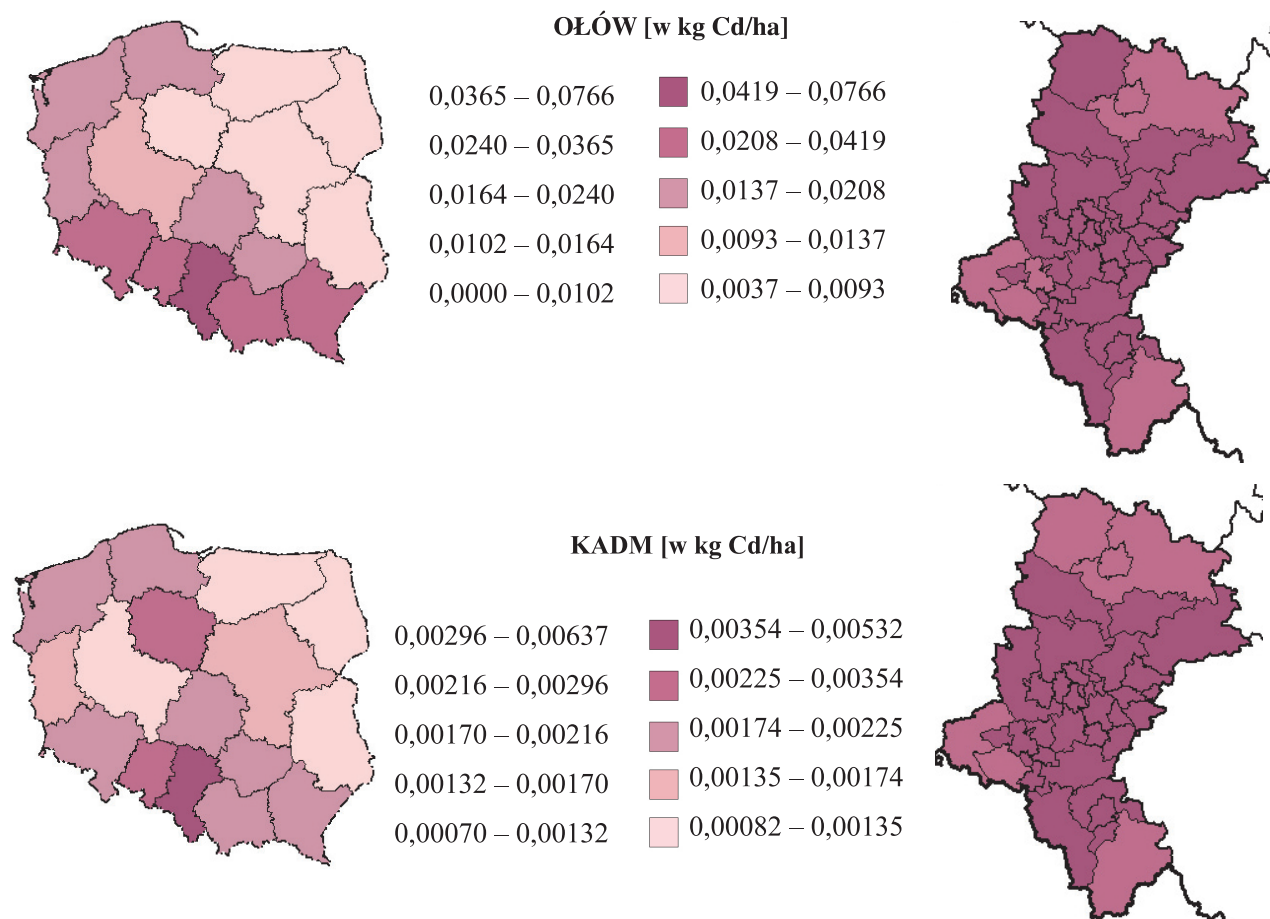 OŁÓW [w kg Cd/ha]
0,0365 – 0,0766 0,0419 – 0,0766
0,0240 – 0,0365 0,0208 – 0,0419
0,0164 – 0,0240 0,0137 – 0,0208
0,0102 – 0,0164 0,0093 – 0,0137
0,0000 – 0,0102 0,0037 – 0,0093
KADM [w kg Cd/ha]
0,00296 – 0,00637 0,00354 – 0,00532
0,00216 – 0,00296 0,00225 – 0,00354
0,00170 – 0,00216 0,00174 – 0,00225
0,00132 – 0,00170 0,00135 – 0,00174
0,00070 – 0,00132 0,00082 – 0,00135